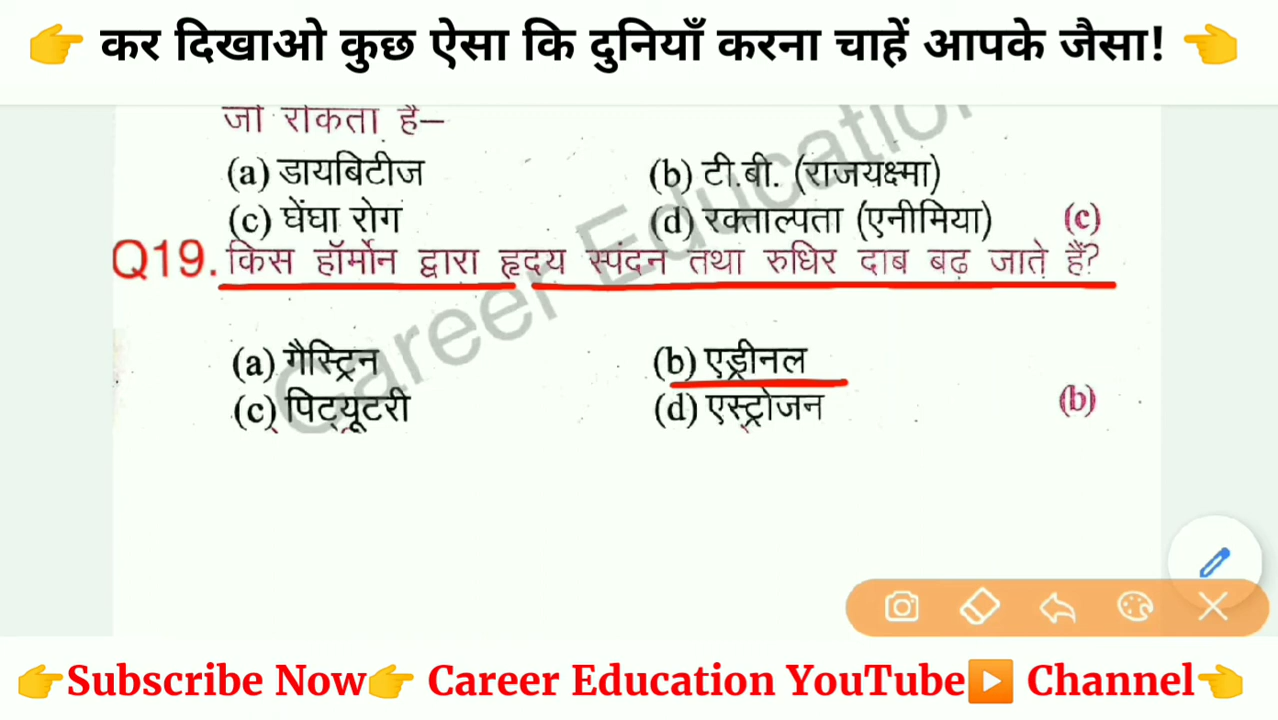 👉 कर दिखाओ कुछ ऐसा कि दुनियाँ करना चाहें आपके जैसा! 👈
जो रोकता है–
(a) डायबिटीज (b) टी.बी. (राजयक्ष्मा)
(c) घेंघा रोग (d) रक्ताल्पता (एनीमिया) (c)
Q19. किस हॉर्मोन द्वारा हृदय स्पंदन तथा रुधिर दाब बढ़ जाते हैं?
(a) गैस्ट्रिन (b) एड्रीनल
(c) पिट्यूटरी (d) एस्ट्रोजन (b)
Career Education
👉Subscribe Now👉 Career Education YouTube▶️ Channel👈